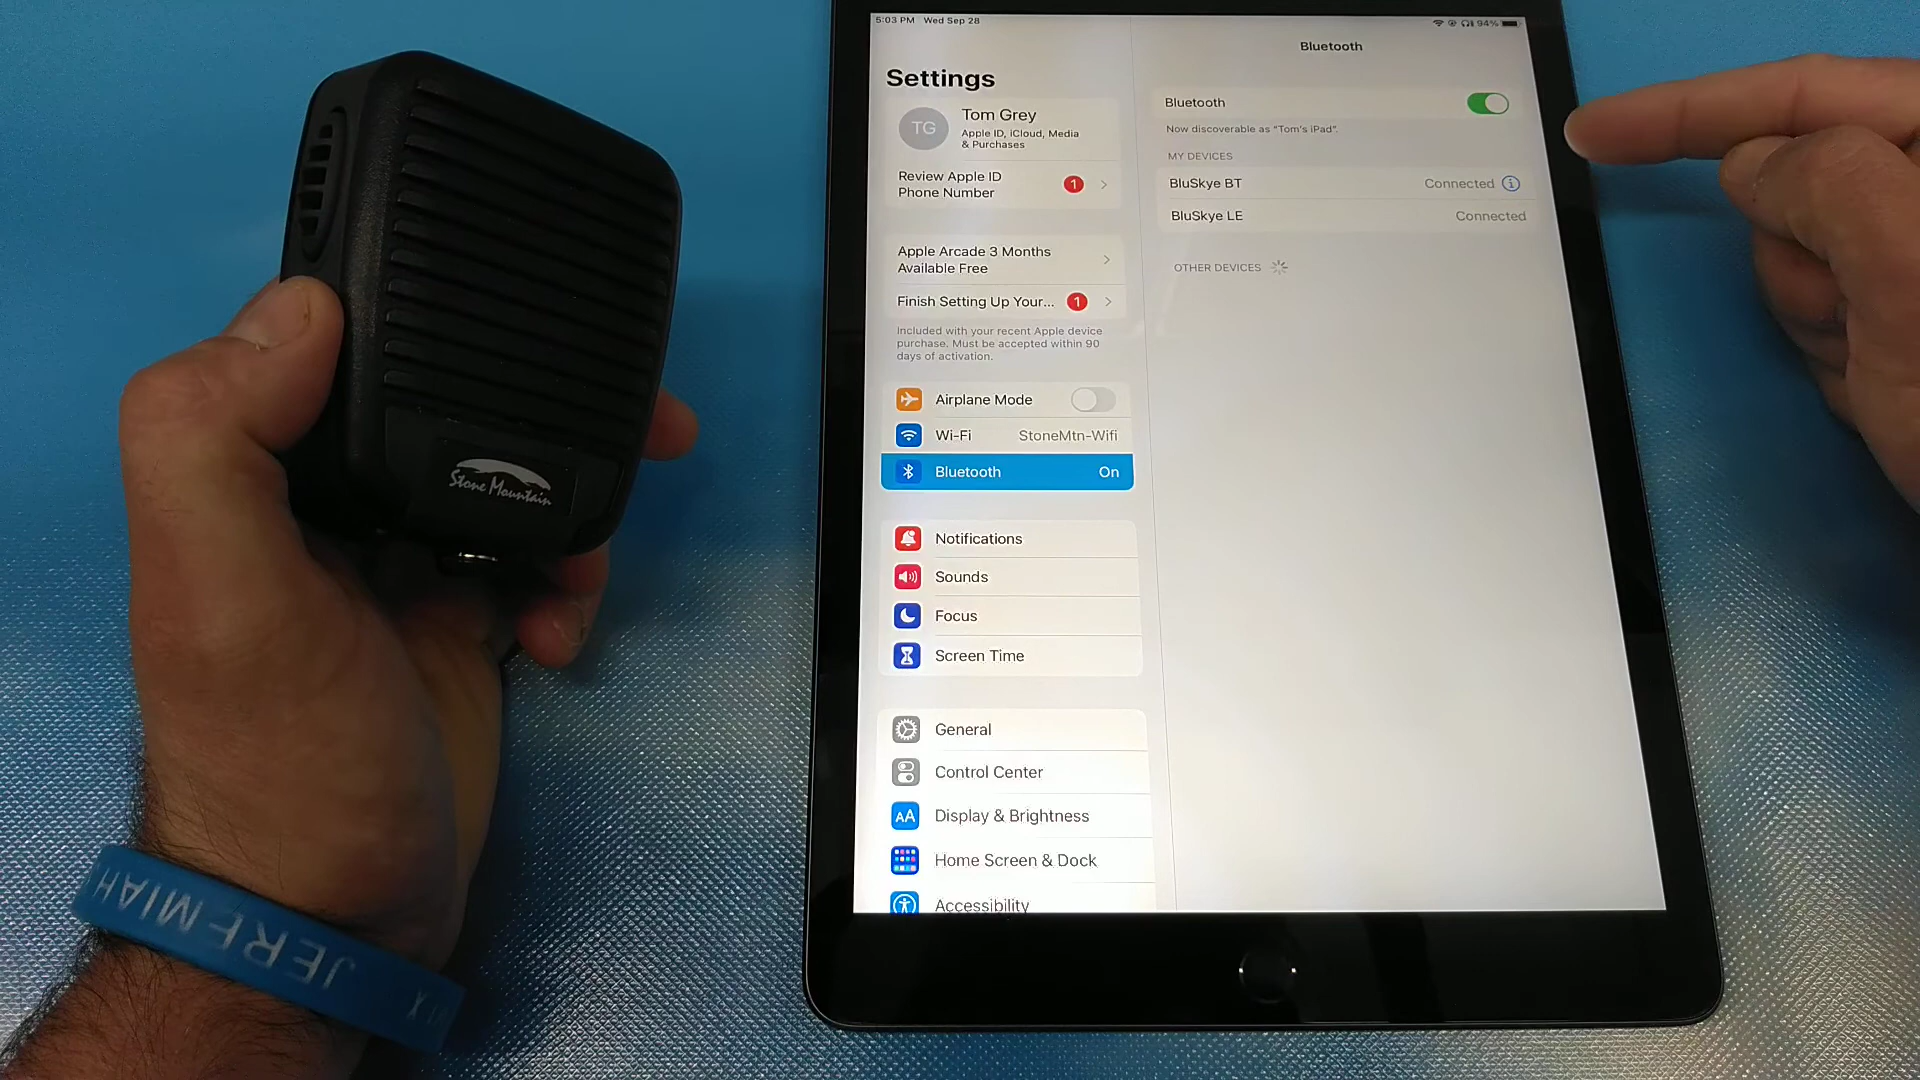 5:03 PM Wed Sep 28
94%
Settings
TG
Tom Grey
Apple ID, iCloud, Media
& Purchases
Review Apple ID
Phone Number
1
Apple Arcade 3 Months
Available Free
Finish Setting Up Your...
1
Included with your recent Apple device
purchase. Must be accepted within 90
days of activation.
Airplane Mode
Wi-Fi StoneMtn-Wifi
Bluetooth On
Notifications
Sounds
Focus
Screen Time
General
Control Center
AA Display & Brightness
Home Screen & Dock
Accessibility
Bluetooth
Bluetooth
Now discoverable as "Tom's iPad".
MY DEVICES
BluSkye BT Connected i
BluSkye LE Connected
OTHER DEVICES
Stone Mountain
JEREMIAH